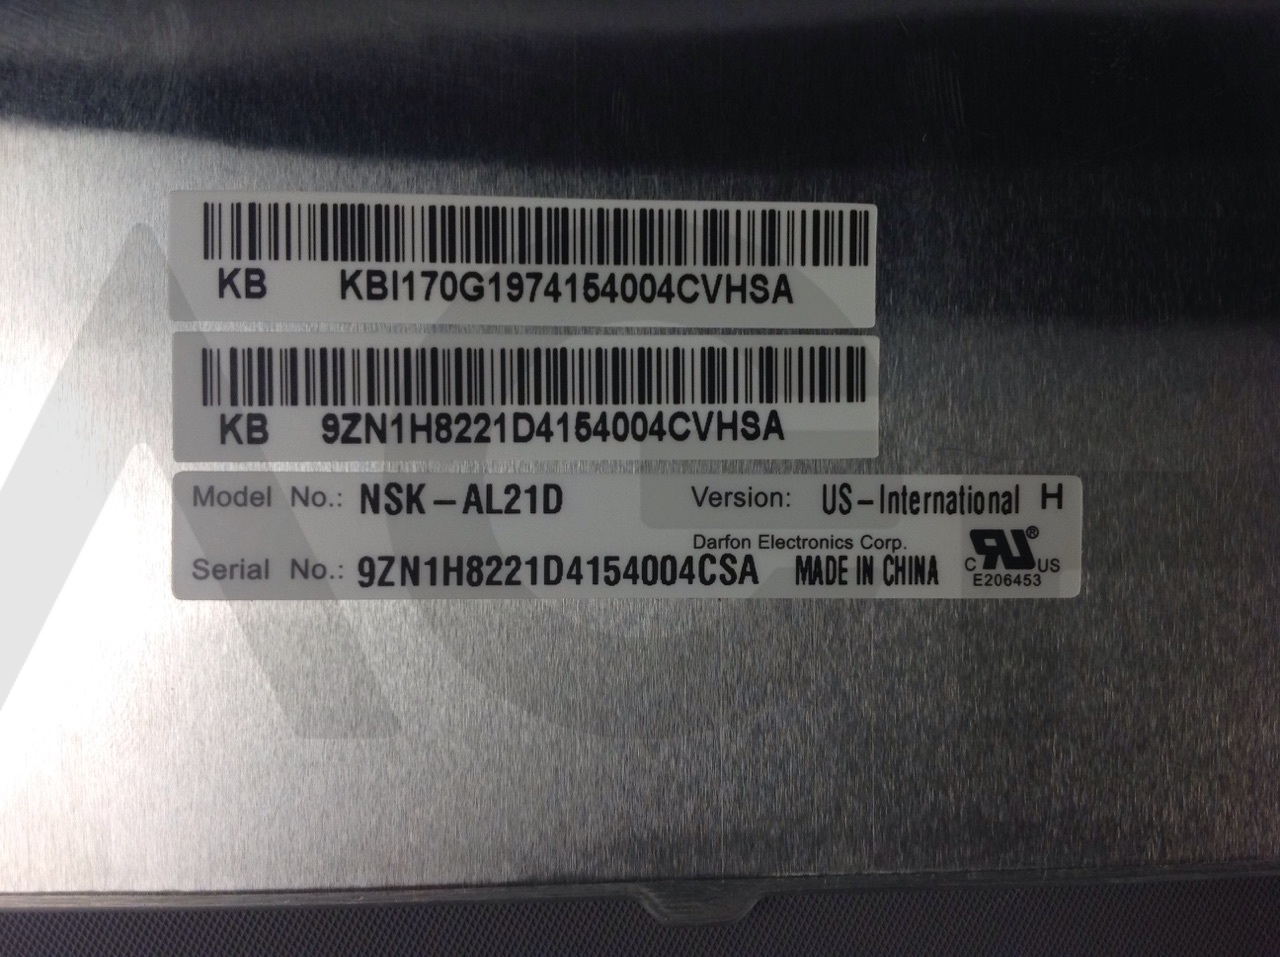 KB KBI170G1974154004CVHSA
KB 9ZN1H8221D4154004CVHSA
Model No.: NSK-AL21D Version: US-International H
Darfon Electronics Corp.
Serial No.: 9ZN1H8221D4154004CSA MADE IN CHINA C RU® US
E206453